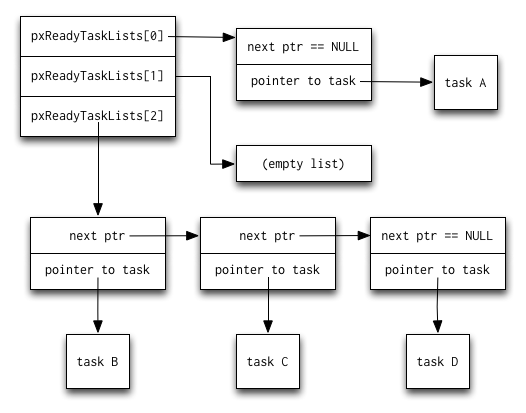 pxReadyTaskLists[0]
pxReadyTaskLists[1]
pxReadyTaskLists[2]
next ptr == NULL
pointer to task
task A
(empty list)
next ptr
pointer to task
next ptr
pointer to task
next ptr == NULL
pointer to task
task B
task C
task D